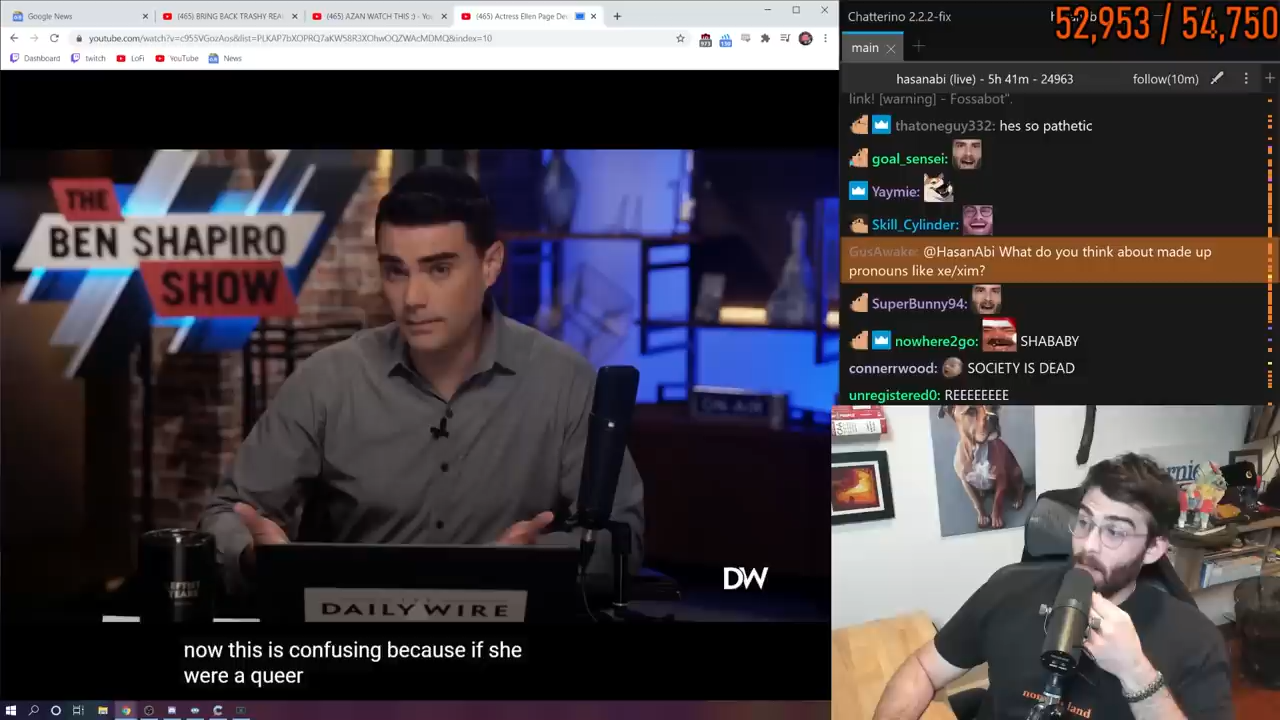 Google News
(465) BRING BACK TRASHY REA
(465) AZAN WATCH THIS :) - Yo
(465) Actress Ellen Page De
youtube.com/watch?v=c955VGozAos&list=PLKAP7bXOPRQ7aKW58R3XOhwOQZWAcMDMQ&index=10
Dashboard
twitch
LoFi
YouTube
News
THE
BEN SHAPIRO
SHOW
ON AIR
DW
DAILY WIRE
now this is confusing because if she
were a queer
Chatterino 2.2.2-fix
52,953 / 54,750
main
hasanabi (live) - 5h 41m - 24963
follow(10m)
link! [warning] - Fossabot".
thatoneguy332: hes so pathetic
goal_sensei:
Yaymie:
Skill_Cylinder:
GusAwake: @HasanAbi What do you think about made up
pronouns like xe/xim?
SuperBunny94:
nowhere2go: SHABABY
connerrwood: SOCIETY IS DEAD
unregistered0: REEEEEEEE